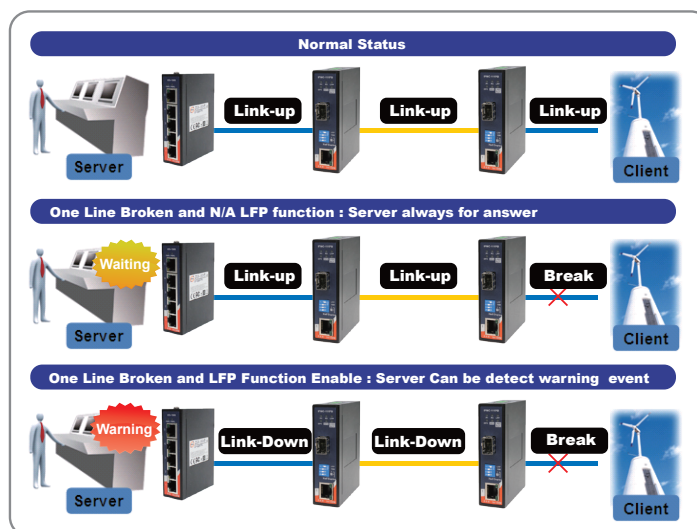 Normal Status
Link-up
Link-up
Link-up
Server
Client
One Line Broken and N/A LFP function : Server always for answer
Waiting
Link-up
Link-up
Break
Server
Client
One Line Broken and LFP Function Enable : Server Can be detect warning event
Warning
Link-Down
Link-Down
Break
Server
Client